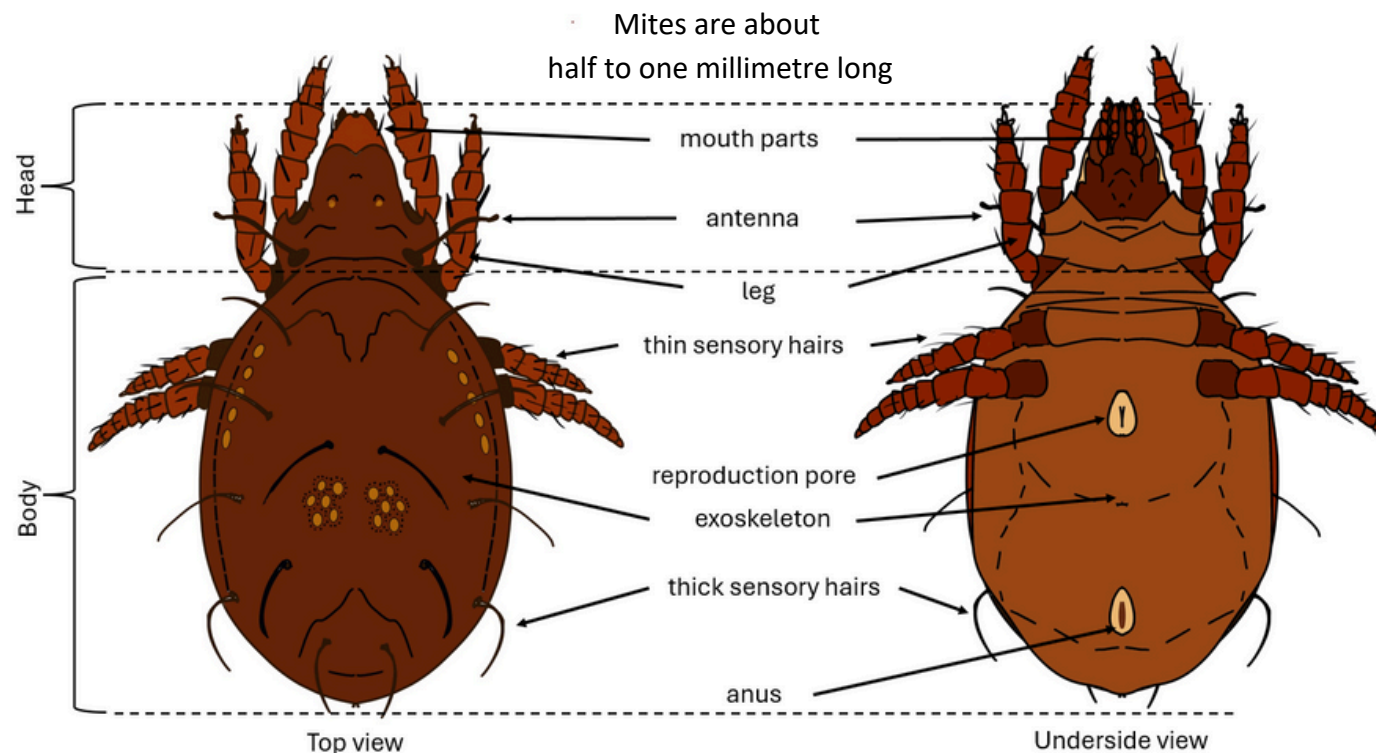 Mites are about
half to one millimetre long
Head
mouth parts
antenna
leg
thin sensory hairs
Body
reproduction pore
exoskeleton
thick sensory hairs
anus
Top view
Underside view